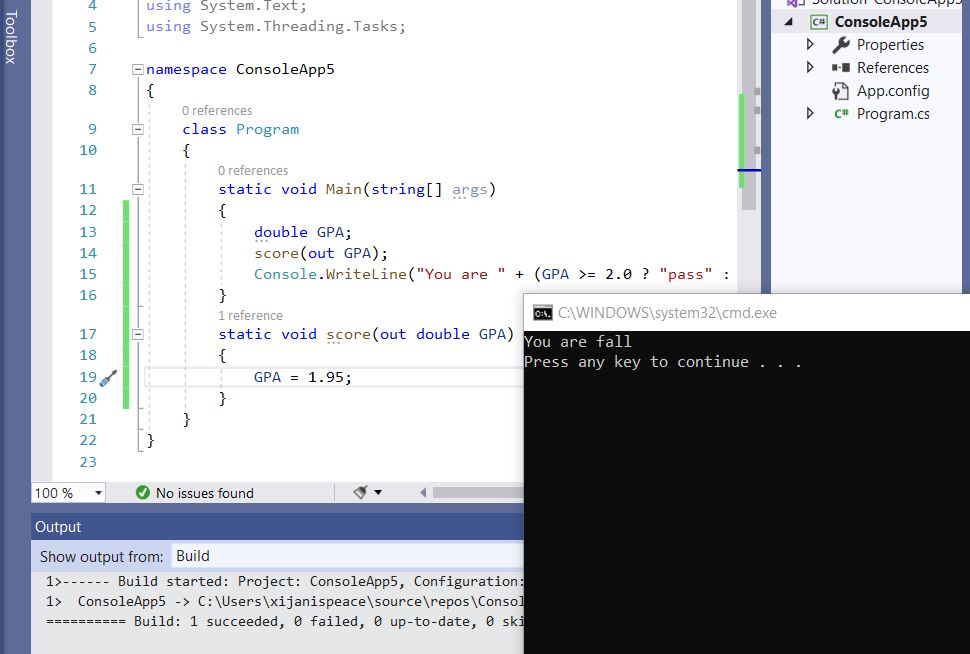 Toolbox
4 using System.Text;
5 using System.Threading.Tasks;
6
7 namespace ConsoleApp5
8 {
0 references
9 class Program
10 {
0 references
11 static void Main(string[] args)
12 {
13 double GPA;
14 score(out GPA);
15 Console.WriteLine("You are " + (GPA >= 2.0 ? "pass" :
16 }
1 reference
17 static void score(out double GPA)
18 {
19 GPA = 1.95;
20 }
21 }
22 }
23
100 %
No issues found
Output
Show output from: Build
1>------ Build started: Project: ConsoleApp5, Configuration:
1> ConsoleApp5 -> C:\Users\xijanispeace\source\repos\Consol
========== Build: 1 succeeded, 0 failed, 0 up-to-date, 0 ski
C# ConsoleApp5
Properties
References
App.config
C# Program.cs
C:\WINDOWS\system32\cmd.exe
You are fall
Press any key to continue . . .